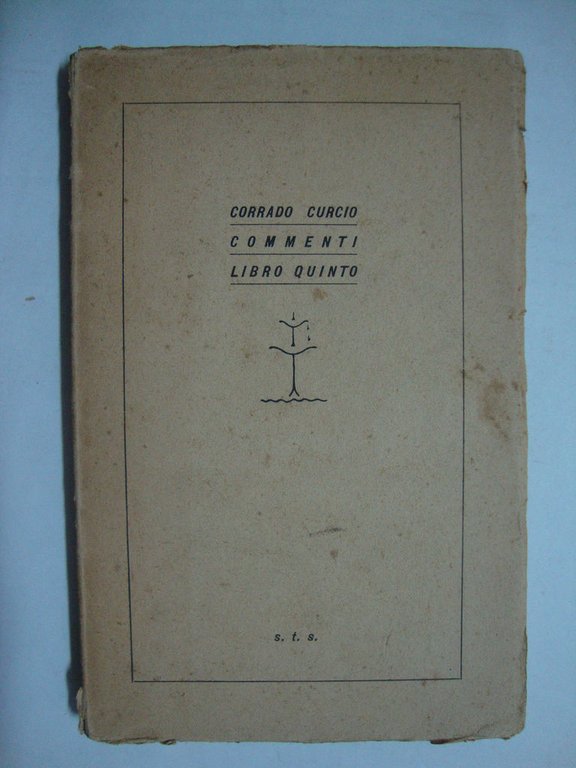 CORRADO CURCIO
COMMENTI
LIBRO QUINTO
s. t. s.